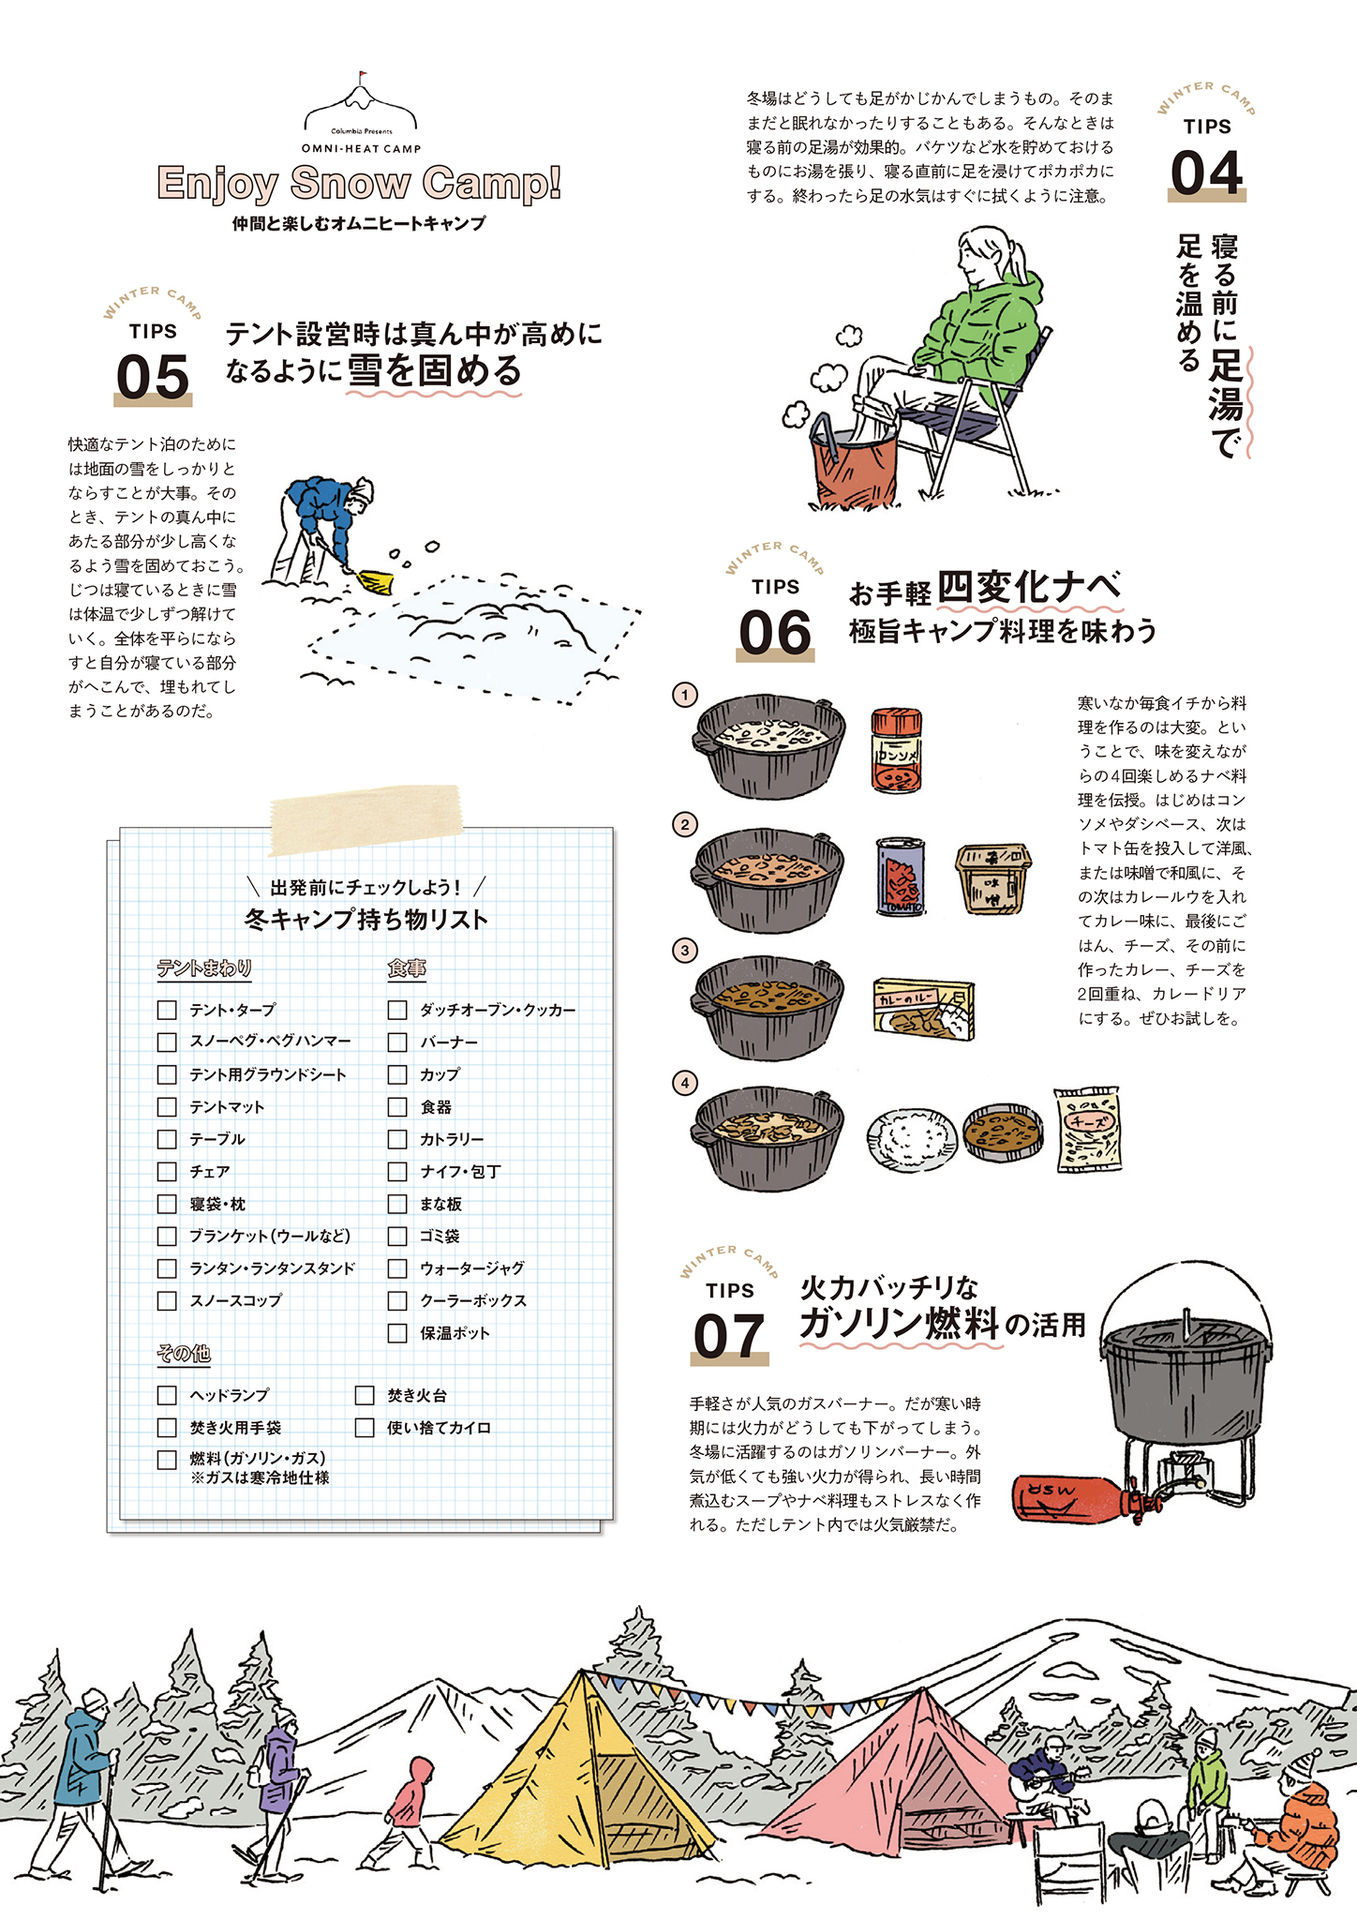 Columbia Presents
OMNI-HEAT CAMP
Enjoy Snow Camp!
仲間と楽しむオムニヒートキャンプ
WINTER CAMP
TIPS
04
寝る前に足湯で
足を温める
冬場はどうしても足がかじかんでしまうもの。そのま
まだと眠れなかったりすることもある。そんなときは
寝る前の足湯が効果的。バケツなど水を貯めておける
ものにお湯を張り、寝る直前に足を浸けてポカポカに
する。終わったら足の水気はすぐに拭くように注意。
WINTER CAMP
TIPS
05
テント設営時は真ん中が高めに
なるように雪を固める
快適なテント泊のために
は地面の雪をしっかりと
ならすことが大事。その
とき、テントの真ん中に
あたる部分が少し高くな
るよう雪を固めておこう。
じつは寝ているときに雪
は体温で少しずつ解けて
いく。全体を平らになら
すと自分が寝ている部分
がへこんで、埋もれてし
まうことがあるのだ。
WINTER CAMP
TIPS
06
お手軽四変化ナベ
極旨キャンプ料理を味わう
1
コンソメ
2
TOMATO
味噌
3
カレーのルー
4
チーズ
寒いなか毎食イチから料
理を作るのは大変。とい
うことで、味を変えなが
らの4回楽しめるナベ料
理を伝授。はじめはコン
ソメやダシベース、次は
トマト缶を投入して洋風、
または味噌で和風に、そ
の次はカレールウを入れ
てカレー味に、最後にご
はん、チーズ、その前に
作ったカレー、チーズを
2回重ね、カレードリア
にする。ぜひお試しを。
WINTER CAMP
TIPS
07
火力バッチリな
ガソリン燃料の活用
手軽さが人気のガスバーナー。だが寒い時
期には火力がどうしても下がってしまう。
冬場に活躍するのはガソリンバーナー。外
気が低くても強い火力が得られ、長い時間
煮込むスープやナベ料理もストレスなく作
れる。ただしテント内では火気厳禁だ。
MSR
出発前にチェックしよう！
冬キャンプ持ち物リスト
テントまわり
テント・タープ
スノーペグ・ペグハンマー
テント用グラウンドシート
テントマット
テーブル
チェア
寝袋・枕
ブランケット（ウールなど）
ランタン・ランタンスタンド
スノースコップ
食事
ダッチオーブン・クッカー
バーナー
カップ
食器
カトラリー
ナイフ・包丁
まな板
ゴミ袋
ウォータージャグ
クーラーボックス
保温ポット
その他
ヘッドランプ
焚き火用手袋
燃料（ガソリン・ガス）
※ガスは寒冷地仕様
焚き火台
使い捨てカイロ